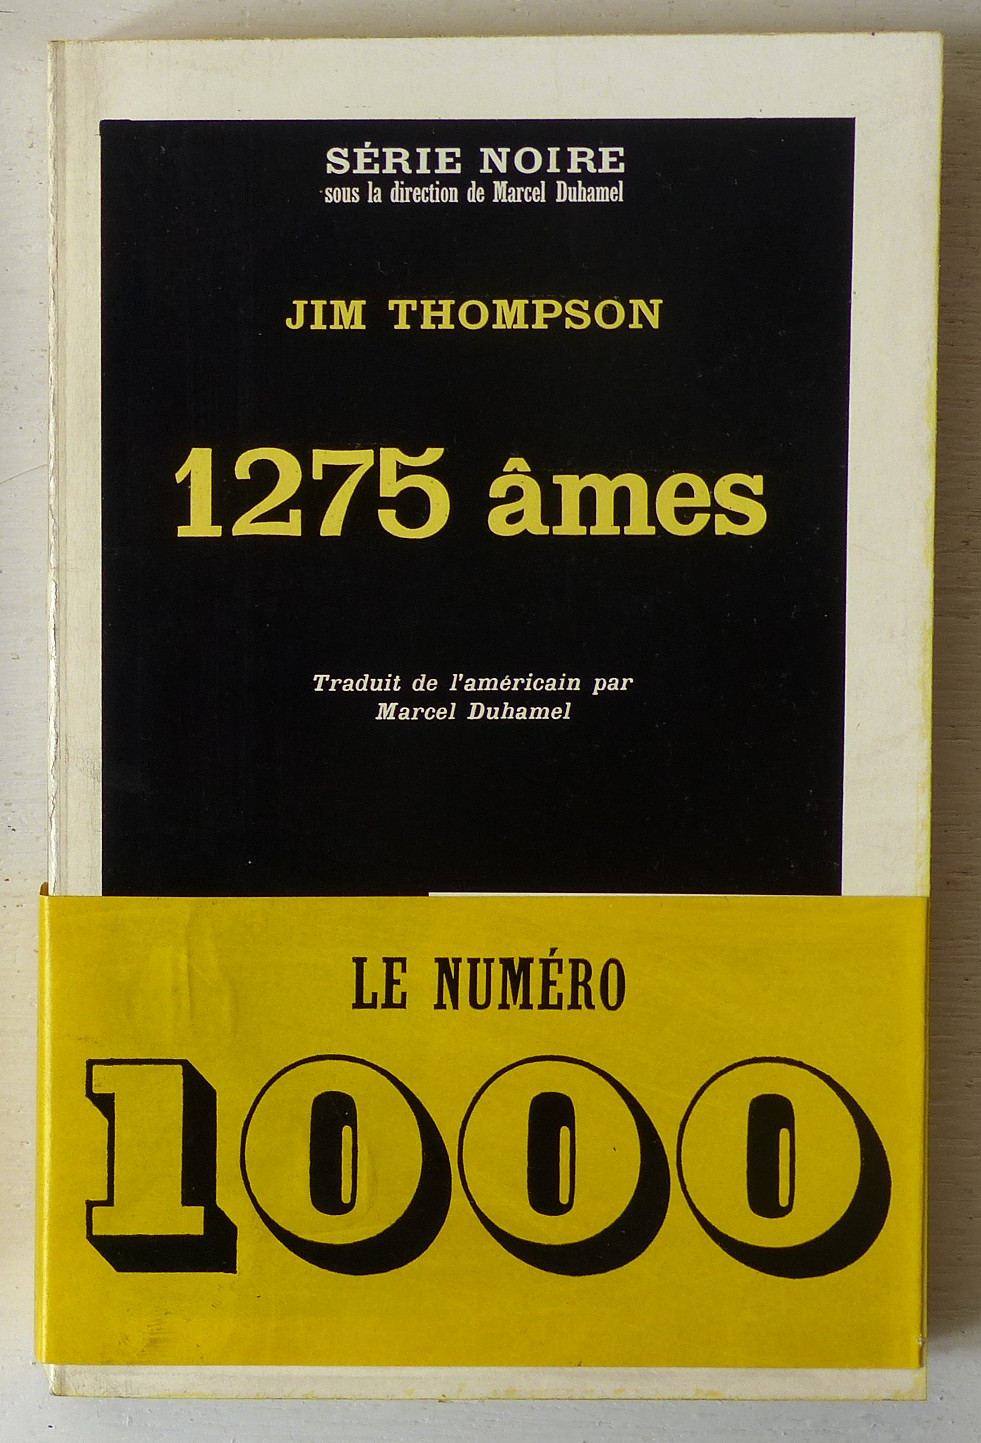 SÉRIE NOIRE
sous la direction de Marcel Duhamel
JIM THOMPSON
1275 âmes
Traduit de l'américain par
Marcel Duhamel
LE NUMÉRO
1000